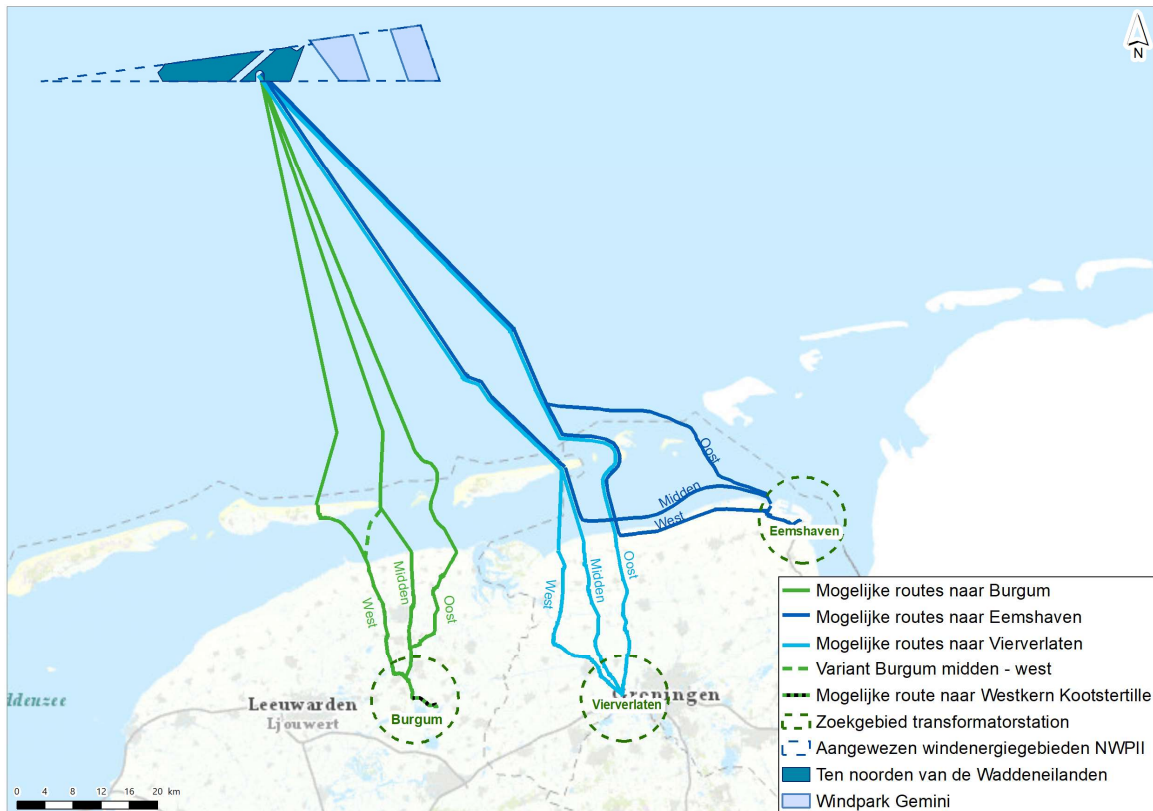 N
Oost
Midden
West
Eemshaven
West
Midden
Oost
West
Midden
Oost
ddenzee
Leeuwarden
Ljouwert
Burgum
Groningen
Vierverlaten
Mogelijke routes naar Burgum
Mogelijke routes naar Eemshaven
Mogelijke routes naar Vierverlaten
Variant Burgum midden - west
Mogelijke route naar Westkern Kootstertille
Zoekgebied transformatorstation
Aangewezen windenergiegebieden NWPII
Ten noorden van de Waddeneilanden
Windpark Gemini
0 4 8 12 16 20 km